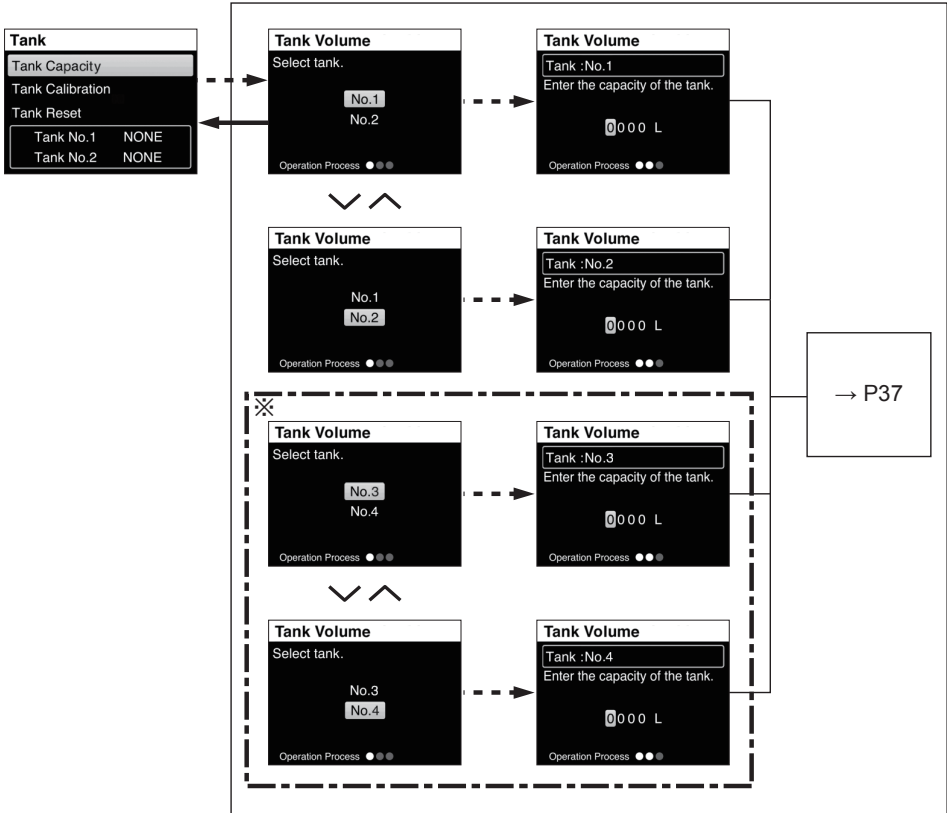 Tank
Tank Capacity
Tank Calibration
Tank Reset
Tank No.1 NONE
Tank No.2 NONE
Tank Volume
Select tank.
No.1
No.2
Operation Process
Tank Volume
Tank :No.1
Enter the capacity of the tank.
0000 L
Operation Process
Tank Volume
Select tank.
No.1
No.2
Operation Process
Tank Volume
Tank :No.2
Enter the capacity of the tank.
0000 L
Operation Process
→ P37
※
Tank Volume
Select tank.
No.3
No.4
Operation Process
Tank Volume
Tank :No.3
Enter the capacity of the tank.
0000 L
Operation Process
Tank Volume
Select tank.
No.3
No.4
Operation Process
Tank Volume
Tank :No.4
Enter the capacity of the tank.
0000 L
Operation Process